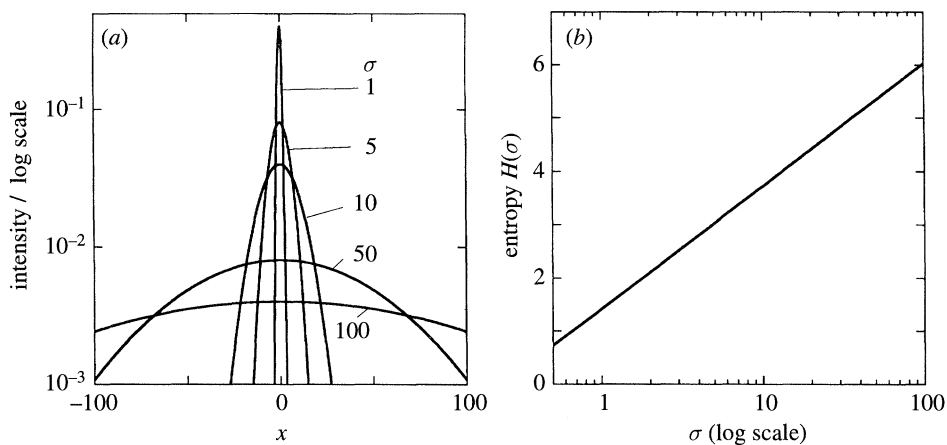 (a)
intensity / log scale
10⁻¹
10⁻²
10⁻³
σ
1
5
10
50
100
−100
0
100
x
(b)
entropy H(σ)
6
4
2
0
1
10
100
σ (log scale)